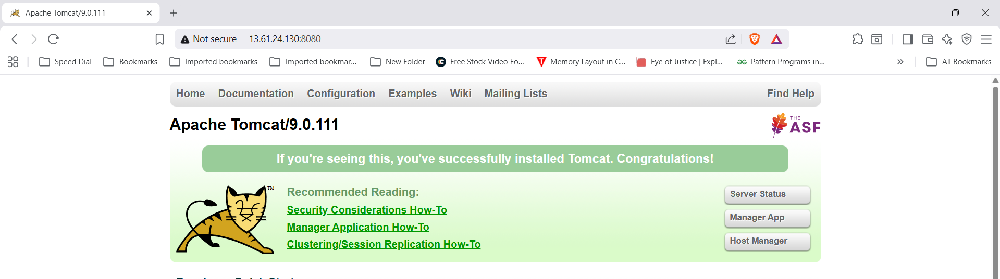 Apache Tomcat/9.0.111
Not secure 13.61.24.130:8080
Speed Dial Bookmarks Imported bookmarks Imported bookmar... New Folder Free Stock Video Fo... Memory Layout in C... Eye of Justice | Expl... Pattern Programs in... » All Bookmarks
Home Documentation Configuration Examples Wiki Mailing Lists Find Help
Apache Tomcat/9.0.111
THE
ASF
If you're seeing this, you've successfully installed Tomcat. Congratulations!
TM
Recommended Reading:
Security Considerations How-To
Manager Application How-To
Clustering/Session Replication How-To
Server Status
Manager App
Host Manager